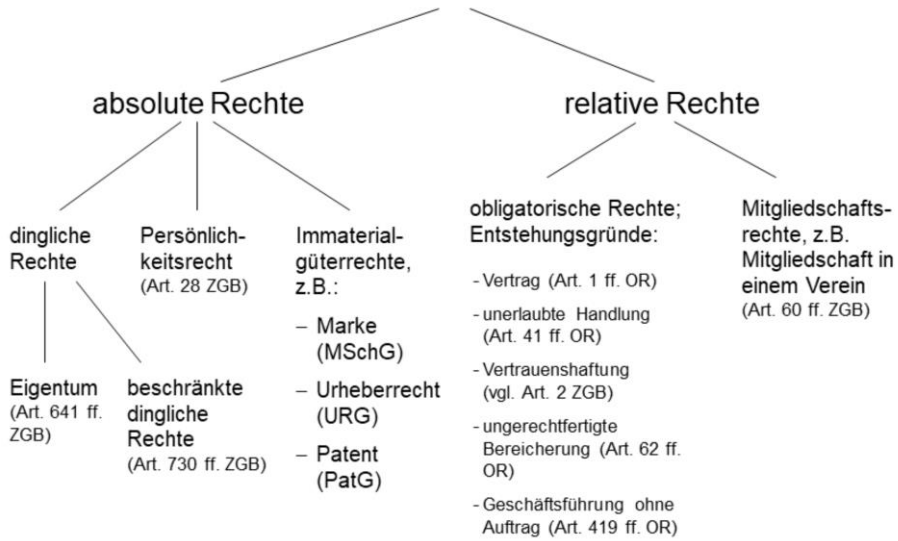 absolute Rechte
relative Rechte
dingliche
Rechte
Persönlich-
keitsrecht
(Art. 28 ZGB)
Immaterial-
güterrechte,
z.B.:
– Marke
(MSchG)
– Urheberrecht
(URG)
– Patent
(PatG)
Eigentum
(Art. 641 ff.
ZGB)
beschränkte
dingliche
Rechte
(Art. 730 ff. ZGB)
obligatorische Rechte;
Entstehungsgründe:
- Vertrag (Art. 1 ff. OR)
- unerlaubte Handlung
(Art. 41 ff. OR)
- Vertrauenshaftung
(vgl. Art. 2 ZGB)
- ungerechtfertigte
Bereicherung (Art. 62 ff.
OR)
- Geschäftsführung ohne
Auftrag (Art. 419 ff. OR)
Mitgliedschafts-
rechte, z.B.
Mitgliedschaft in
einem Verein
(Art. 60 ff. ZGB)